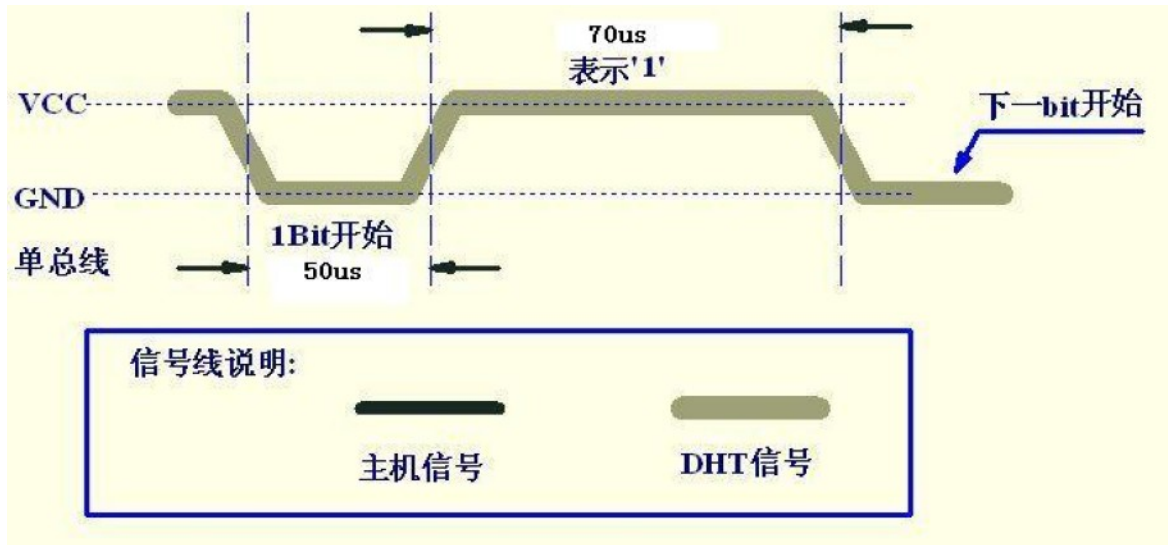 70us
表示'1'
VCC
下一bit开始
GND
1Bit开始
单总线
50us
信号线说明:
主机信号
DHT信号